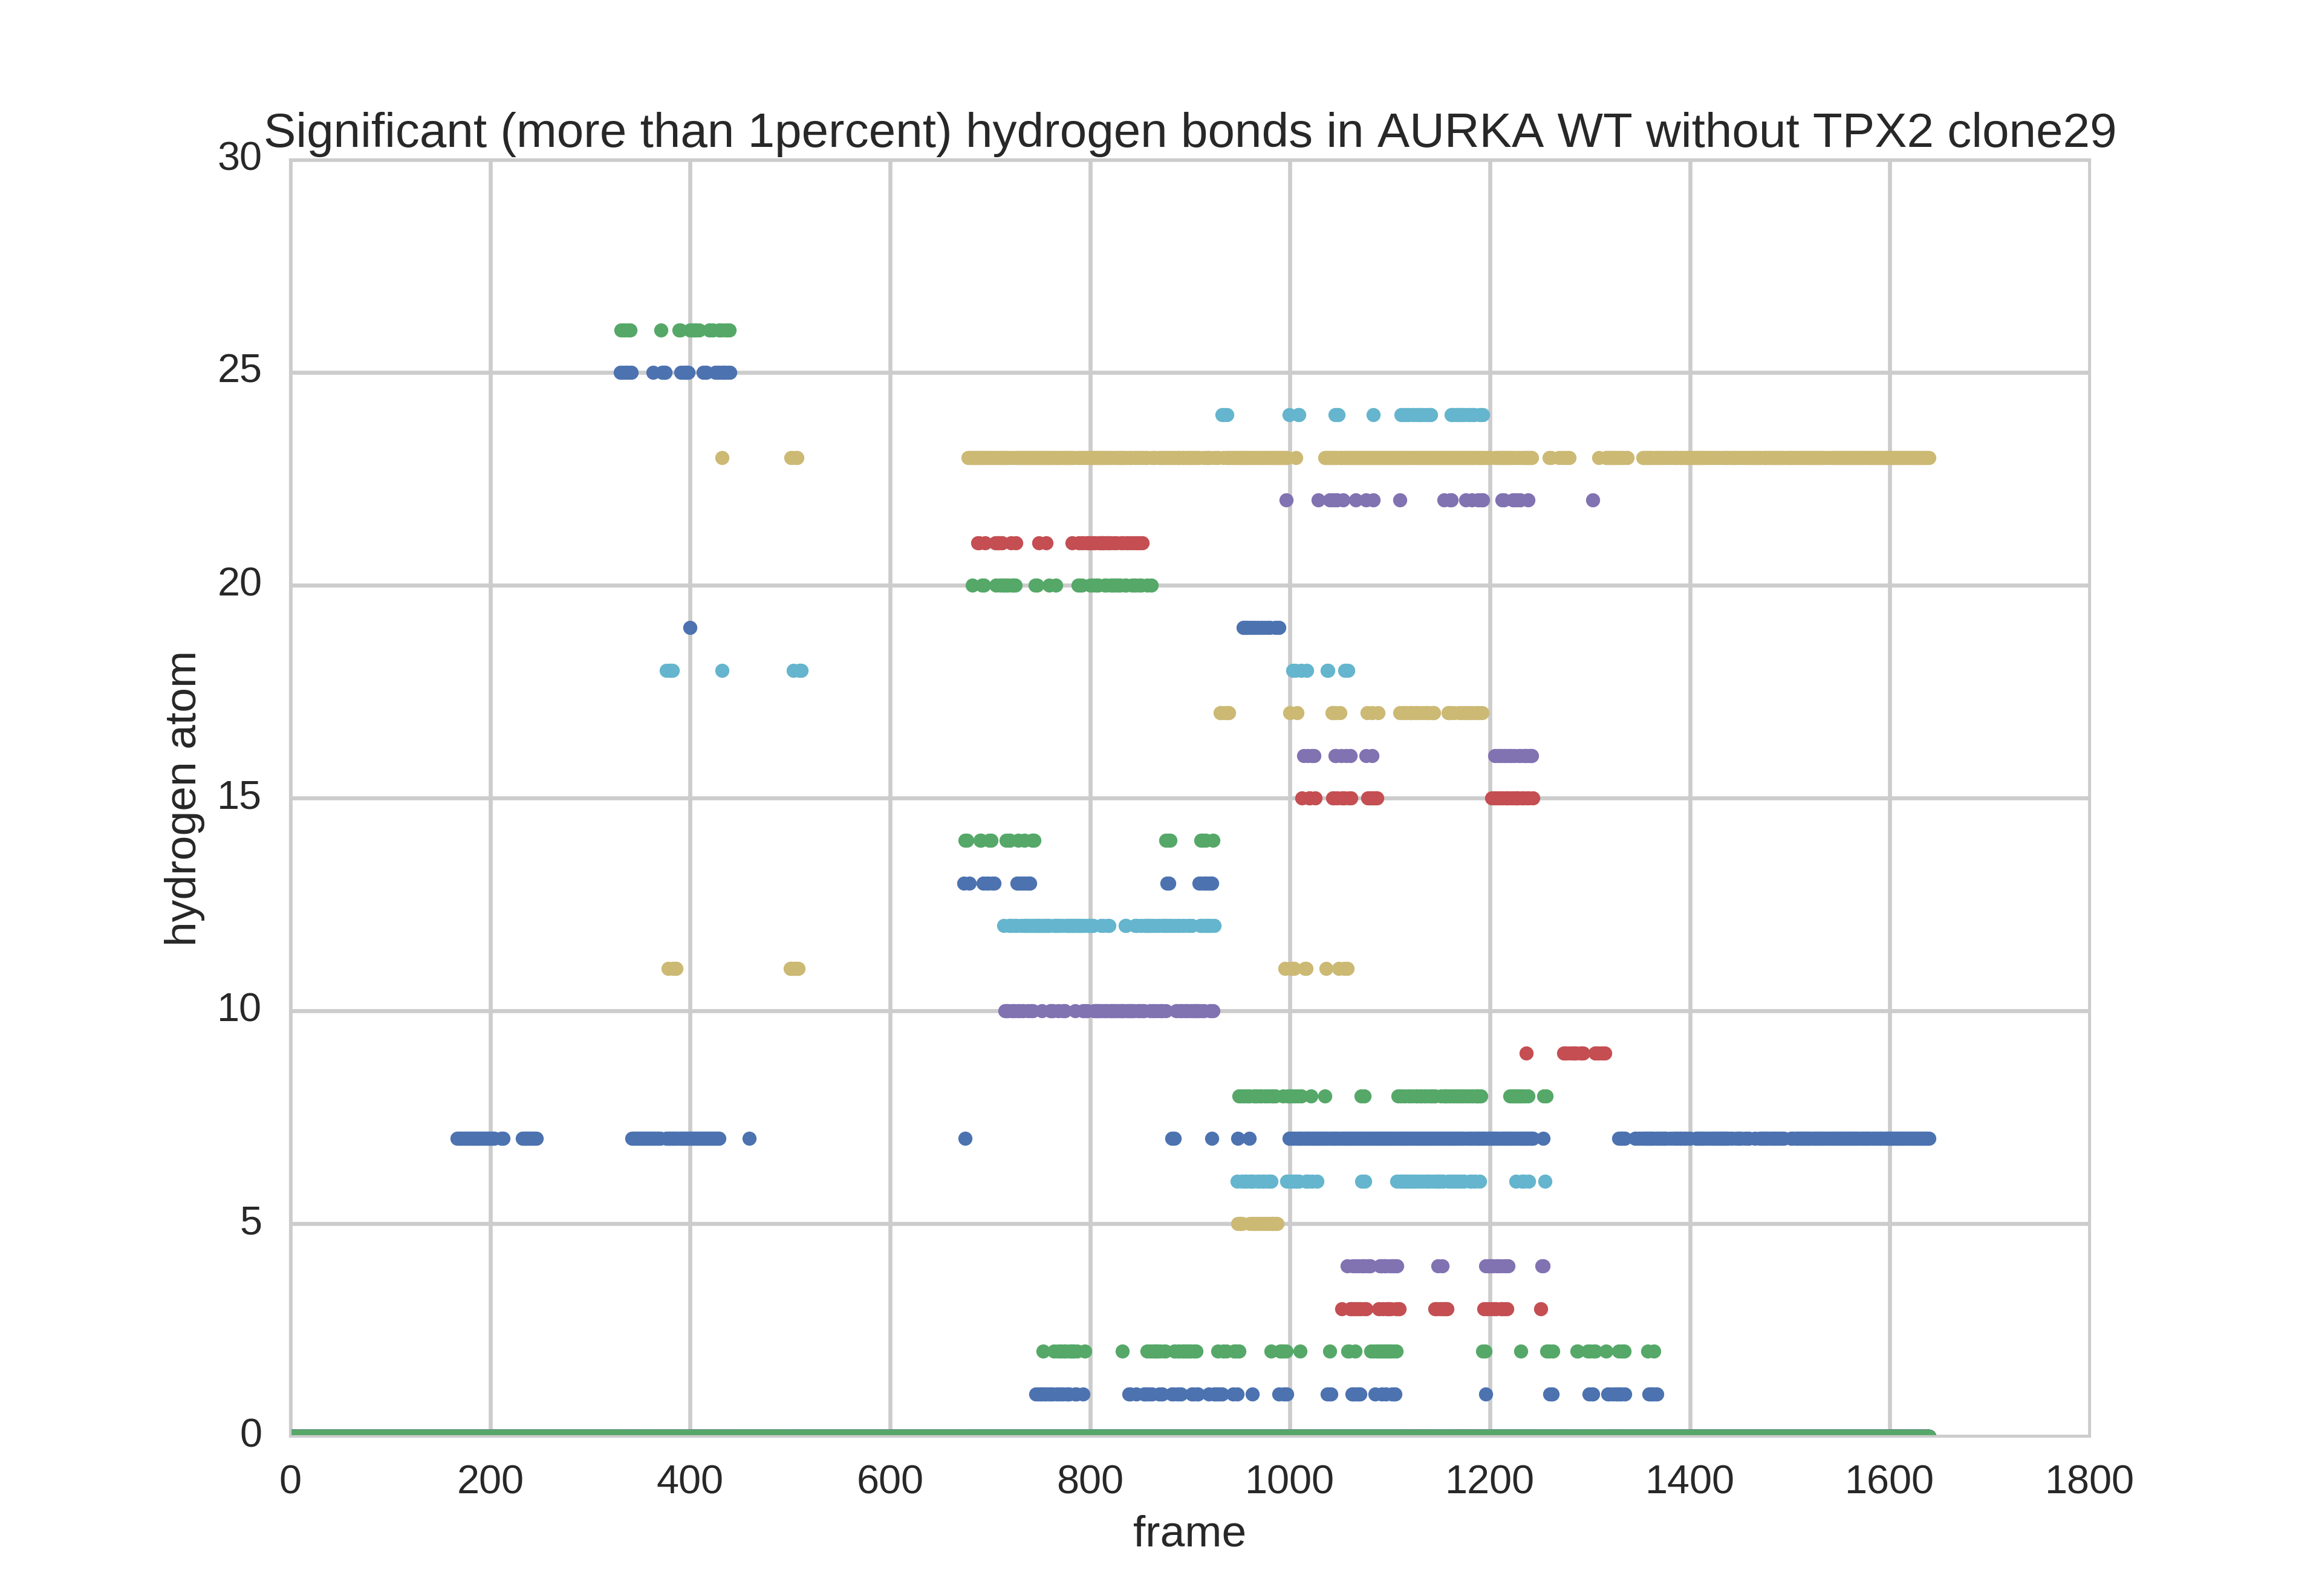 Significant (more than 1percent) hydrogen bonds in AURKA WT without TPX2 clone29
30
25
20
15
10
5
0
hydrogen atom
0 200 400 600 800 1000 1200 1400 1600 1800
frame